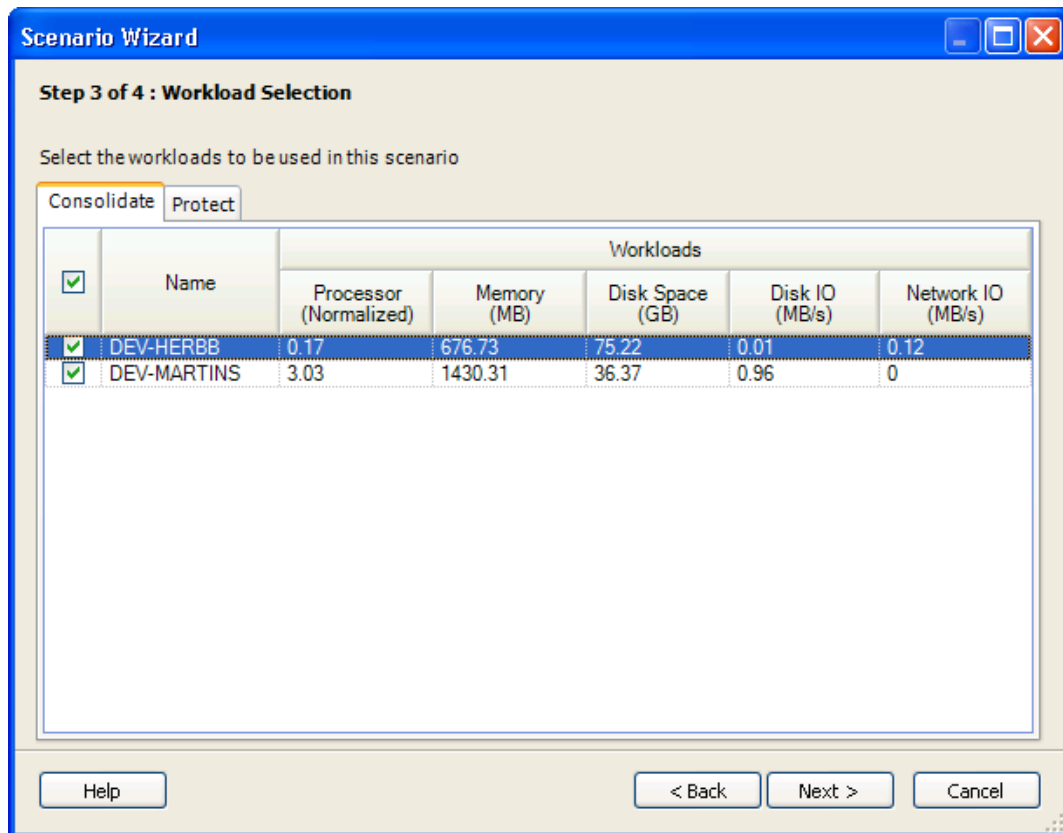 Scenario Wizard
Step 3 of 4 : Workload Selection
Select the workloads to be used in this scenario
Consolidate Protect
Name Workloads
Processor (Normalized) Memory (MB) Disk Space (GB) Disk IO (MB/s) Network IO (MB/s)
DEV-HERBB 0.17 676.73 75.22 0.01 0.12
DEV-MARTINS 3.03 1430.31 36.37 0.96 0
Help < Back Next > Cancel